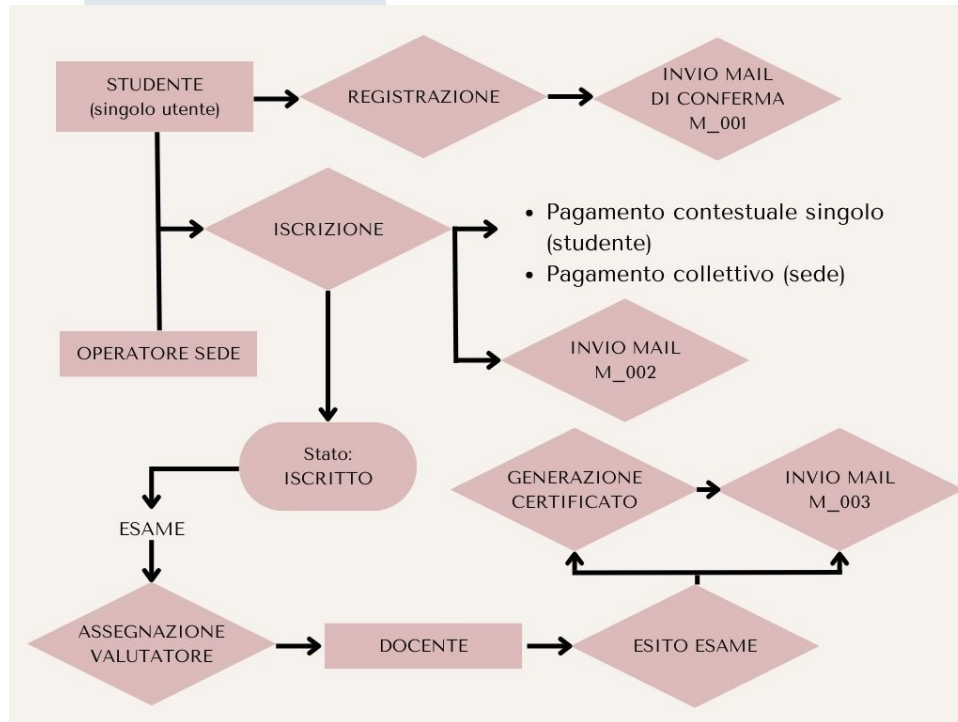 STUDENTE
(singolo utente)
REGISTRAZIONE
INVIO MAIL
DI CONFERMA
M_001
ISCRIZIONE
• Pagamento contestuale singolo
(studente)
• Pagamento collettivo (sede)
OPERATORE SEDE
INVIO MAIL
M_002
Stato:
ISCRITTO
GENERAZIONE
CERTIFICATO
INVIO MAIL
M_003
ESAME
ASSEGNAZIONE
VALUTATORE
DOCENTE
ESITO ESAME